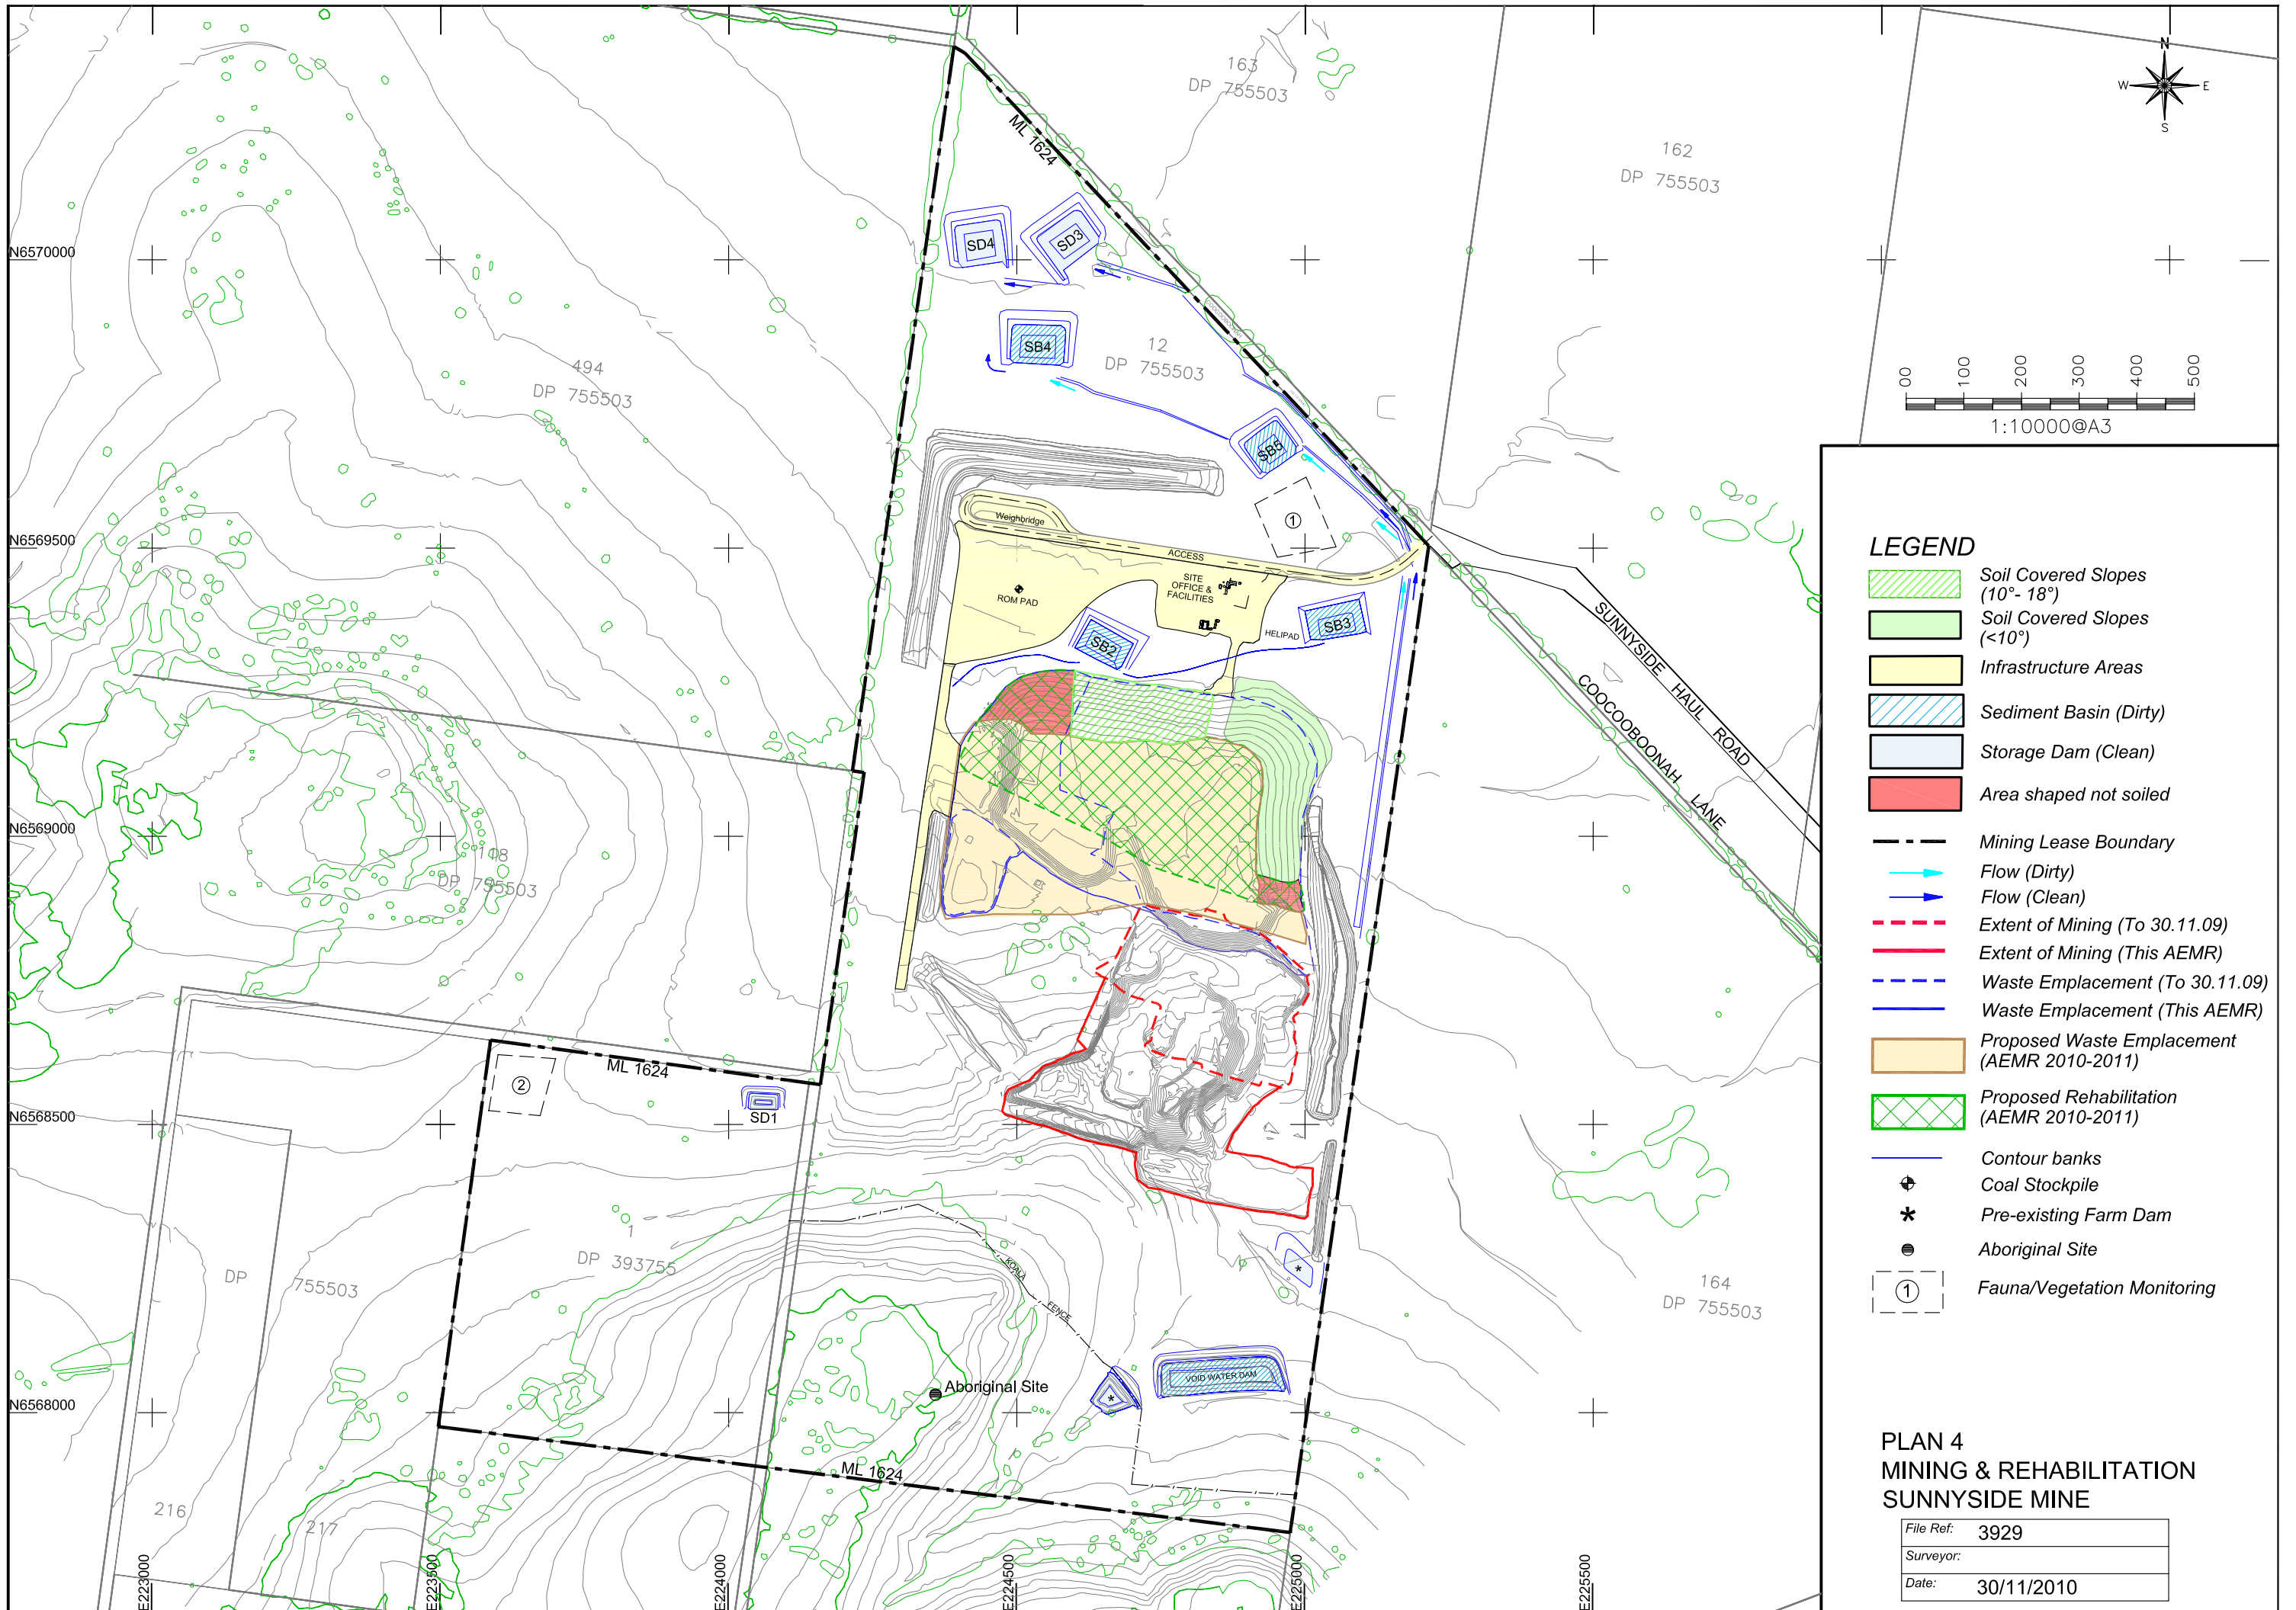 N
W
E
S
163
DP 755503
162
DP 755503
ML 1624
N6570000
SD4
SD3
SB4
12
DP 755503
494
DP 755503
00
100
200
300
400
500
1:10000@A3
SB5
1
N6569500
Weighbridge
ACCESS
SITE
OFFICE &
FACILITIES
ROM PAD
HELIPAD
SB3
SB2
SUNNYSIDE HAUL ROAD
COOCOOBOONAH LANE
N6569000
118
DP 755503
ML 1624
2
SD1
N6568500
1
DP 393755
DP 755503
KOALA
FENCE
164
DP 755503
VOID WATER DAM
Aboriginal Site
N6568000
ML 1624
216
217
E223000
E223500
E224000
E224500
E225000
E225500
LEGEND
Soil Covered Slopes
(10°- 18°)
Soil Covered Slopes
(<10°)
Infrastructure Areas
Sediment Basin (Dirty)
Storage Dam (Clean)
Area shaped not soiled
Mining Lease Boundary
Flow (Dirty)
Flow (Clean)
Extent of Mining (To 30.11.09)
Extent of Mining (This AEMR)
Waste Emplacement (To 30.11.09)
Waste Emplacement (This AEMR)
Proposed Waste Emplacement
(AEMR 2010-2011)
Proposed Rehabilitation
(AEMR 2010-2011)
Contour banks
Coal Stockpile
Pre-existing Farm Dam
Aboriginal Site
1
Fauna/Vegetation Monitoring
PLAN 4
MINING & REHABILITATION
SUNNYSIDE MINE
File Ref: 3929
Surveyor:
Date: 30/11/2010